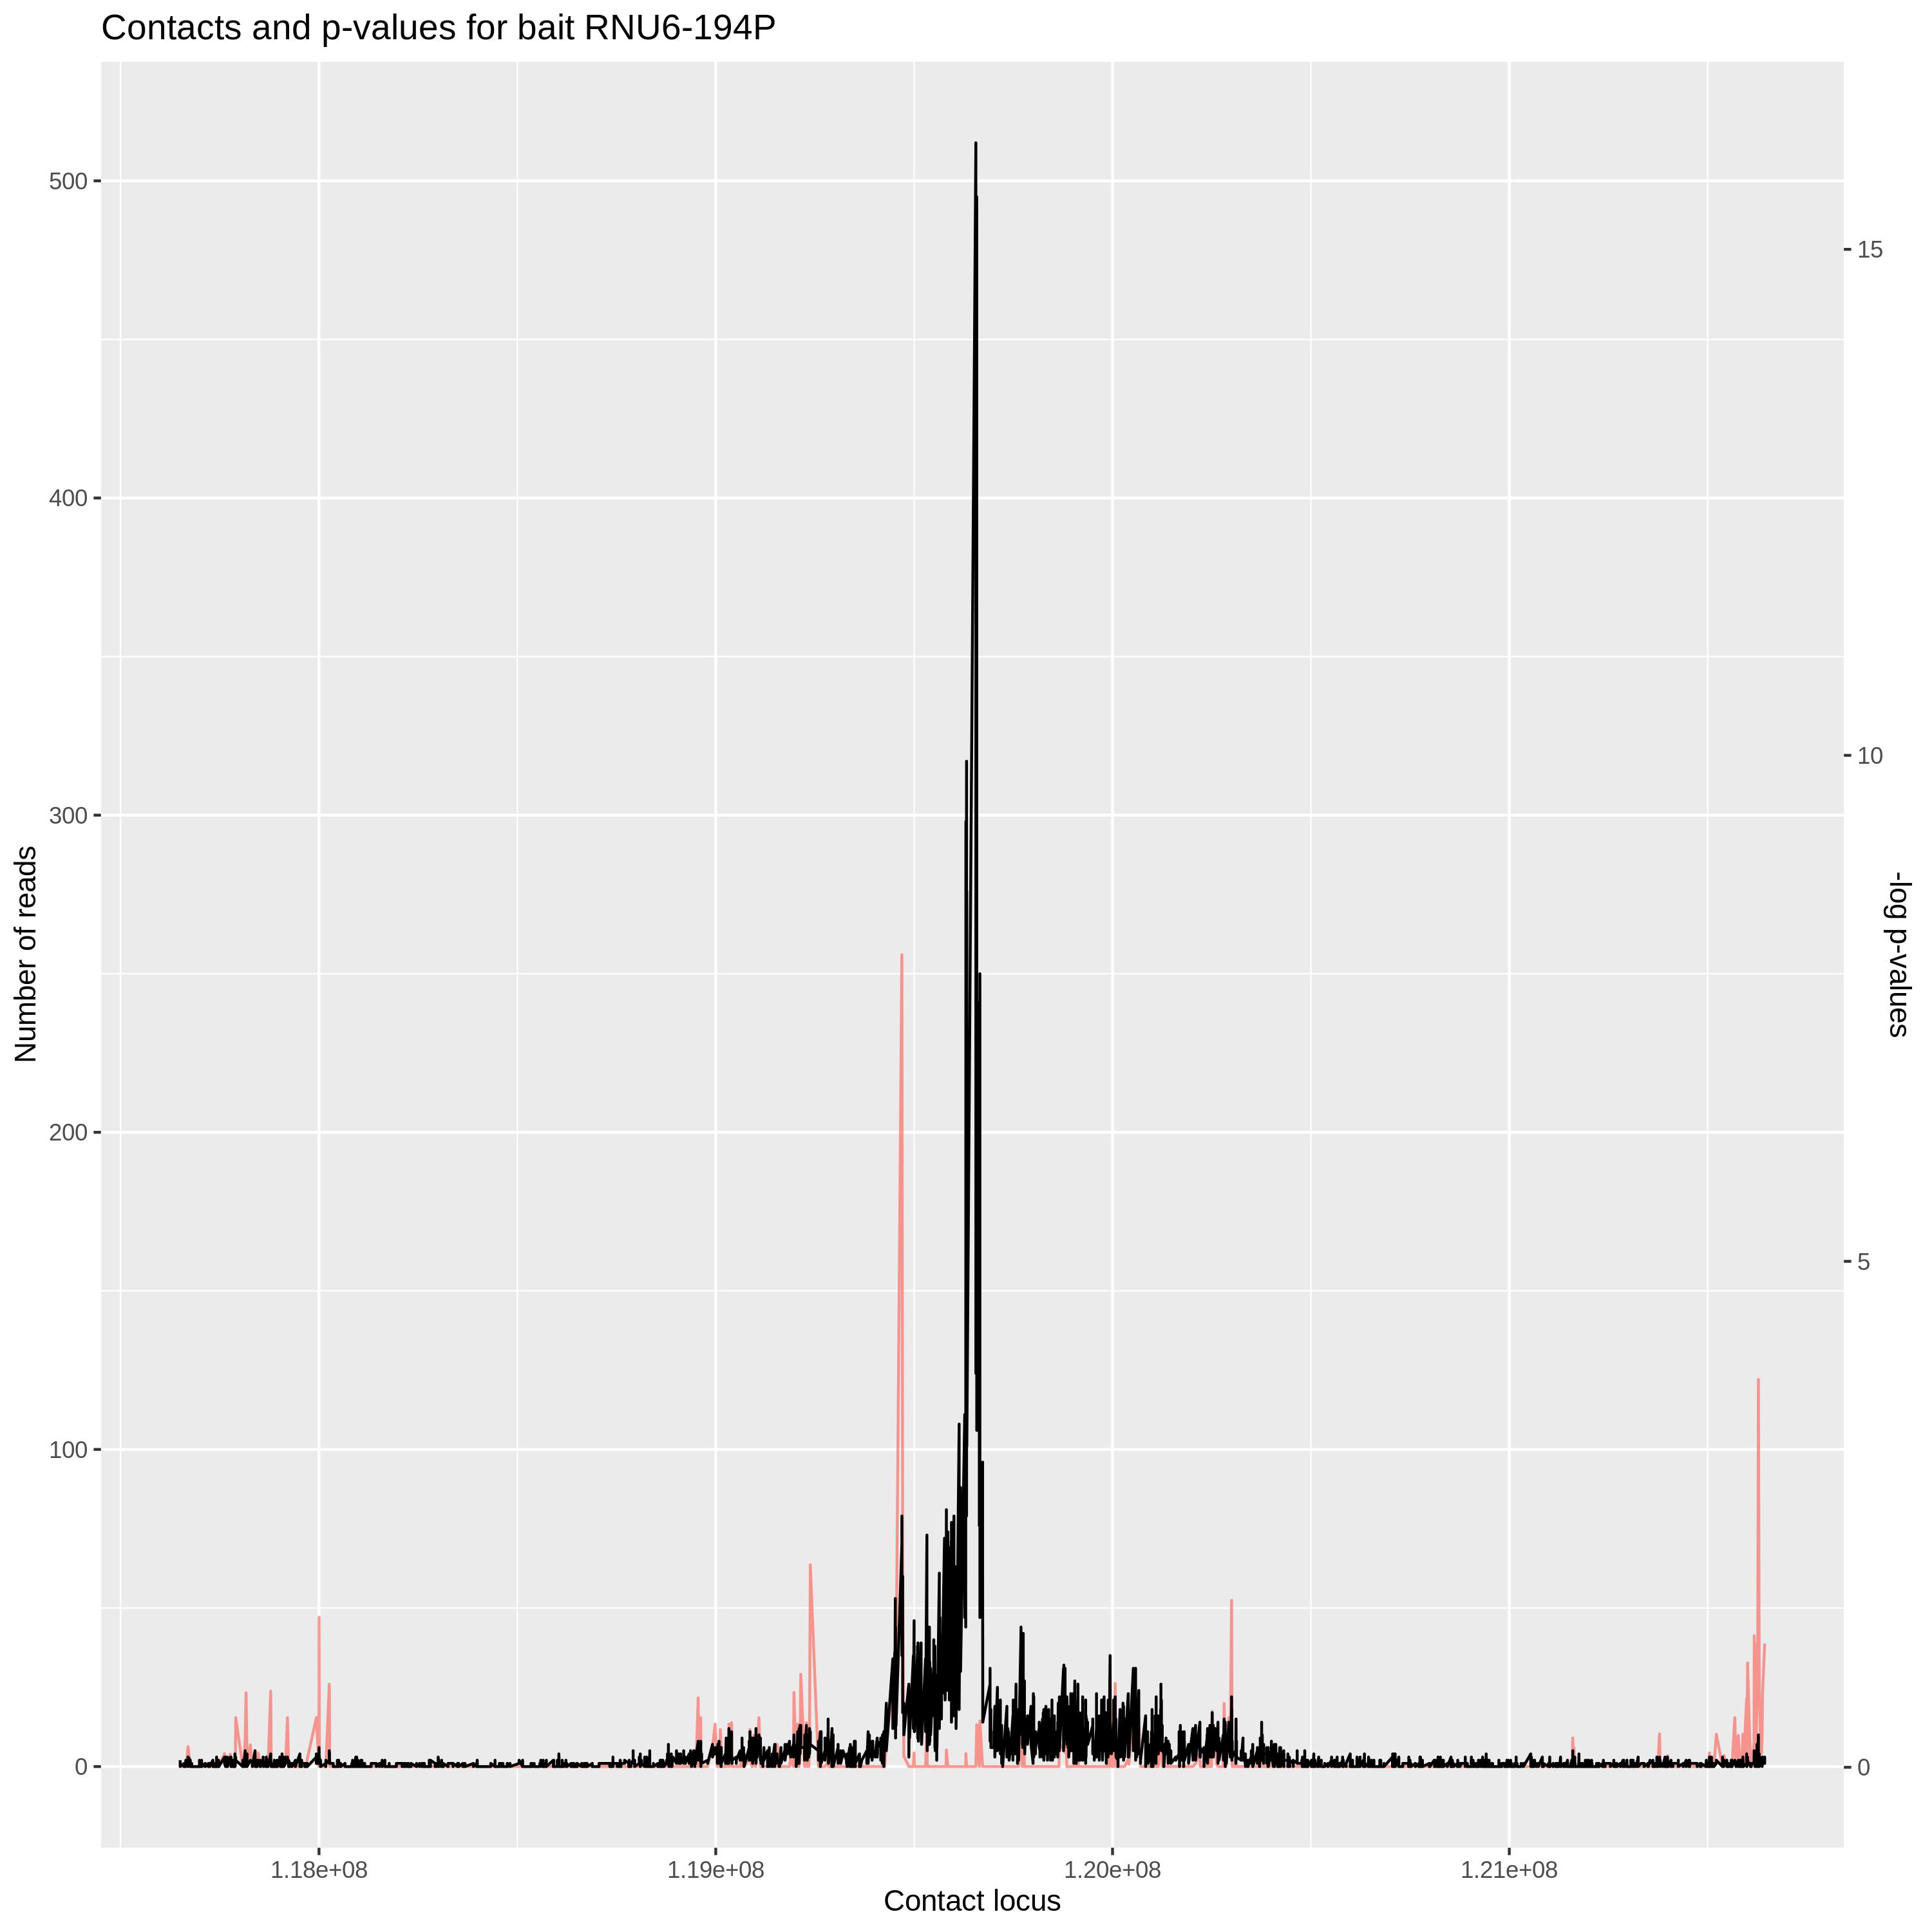 Contacts and p-values for bait RNU6-194P
500
400
300
200
100
0
Number of reads
15
10
5
0
-log p-values
1.18e+08
1.19e+08
1.20e+08
1.21e+08
Contact locus